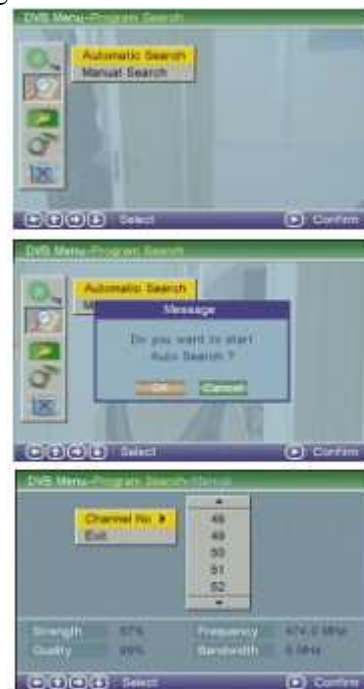 DVB Menu-Program Search
Automatic Search
Manual Search
Select
Confirm
DVB Menu-Program Search
Automatic Search
M
Message
Do you want to start
Auto Search ?
OK
Cancel
Select
Confirm
DVB Menu-Program Search-Manual
Channel No
Exit
48
49
50
51
52
Strength
Frequency
Quality
Bandwidth
: Select
Confirm